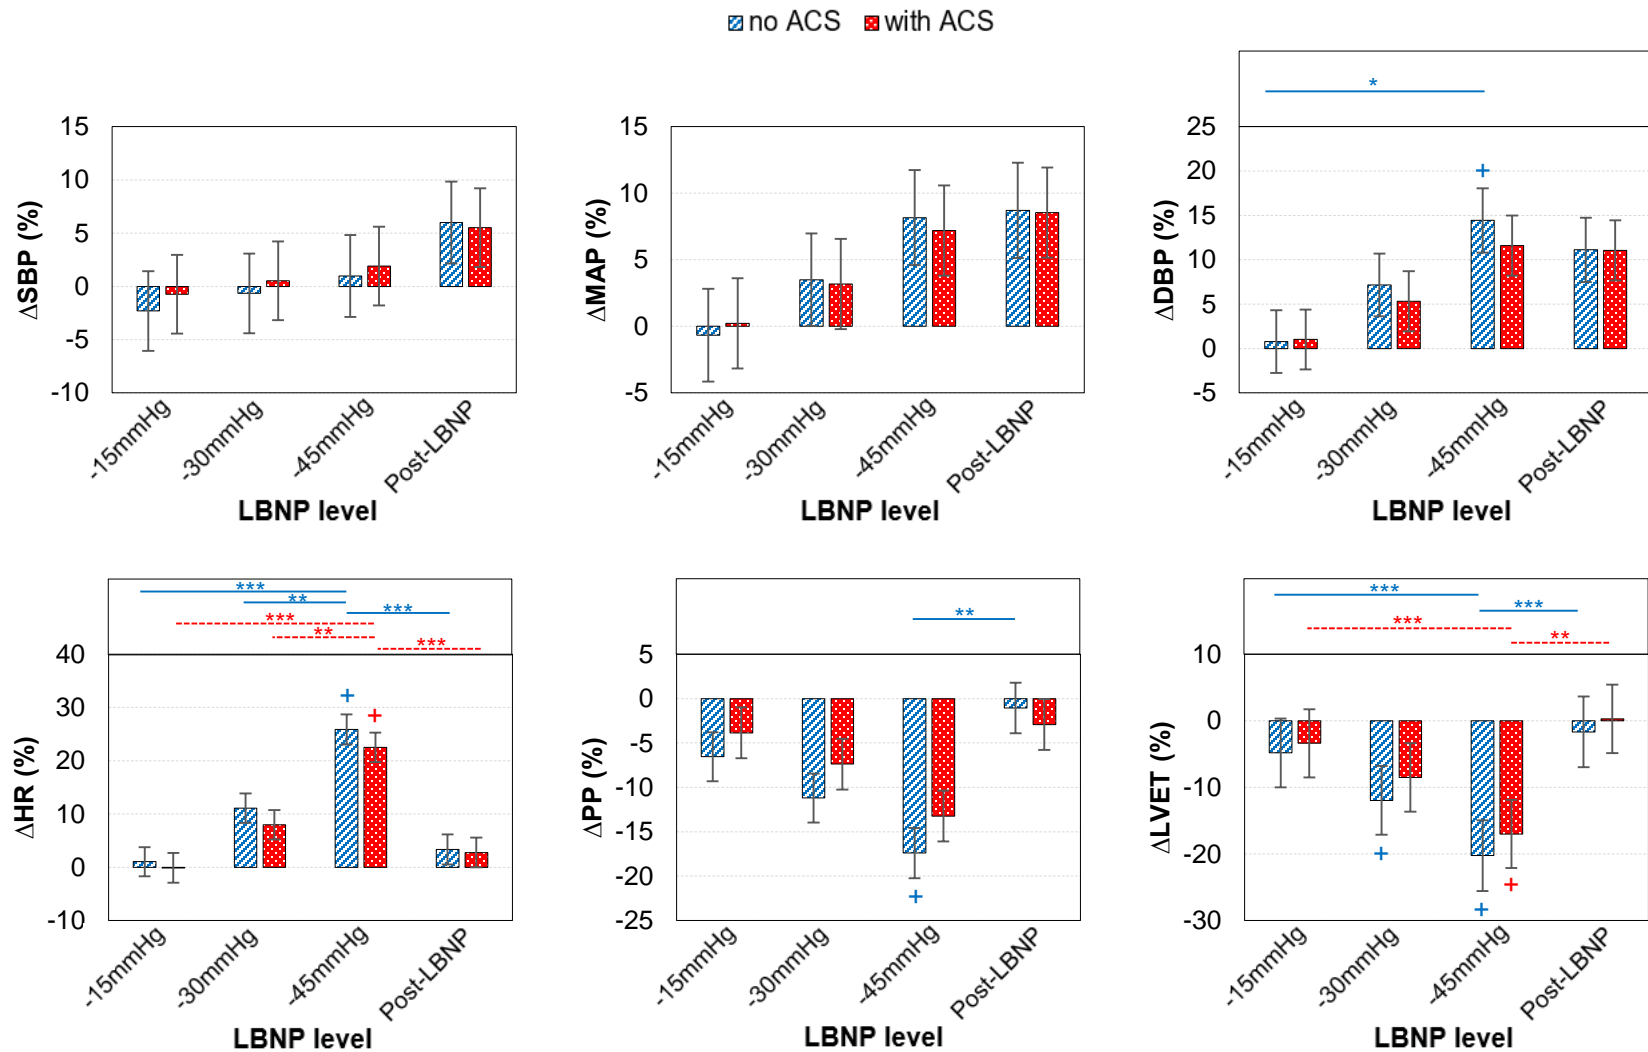 no ACS with ACS
ΔSBP (%)
15
10
5
0
-5
-10
-15mmHg
-30mmHg
-45mmHg
Post-LBNP
LBNP level
ΔMAP (%)
15
10
5
0
-5
-15mmHg
-30mmHg
-45mmHg
Post-LBNP
LBNP level
*
ΔDBP (%)
25
20
15
10
5
0
-5
+
-15mmHg
-30mmHg
-45mmHg
Post-LBNP
LBNP level
***
**
***
***
**
***
ΔHR (%)
40
30
20
10
0
-10
+
+
-15mmHg
-30mmHg
-45mmHg
Post-LBNP
LBNP level
**
ΔPP (%)
5
0
-5
-10
-15
-20
-25
+
-15mmHg
-30mmHg
-45mmHg
Post-LBNP
LBNP level
***
***
***
**
ΔLVET (%)
10
0
-10
-20
-30
+
+
+
-15mmHg
-30mmHg
-45mmHg
Post-LBNP
LBNP level